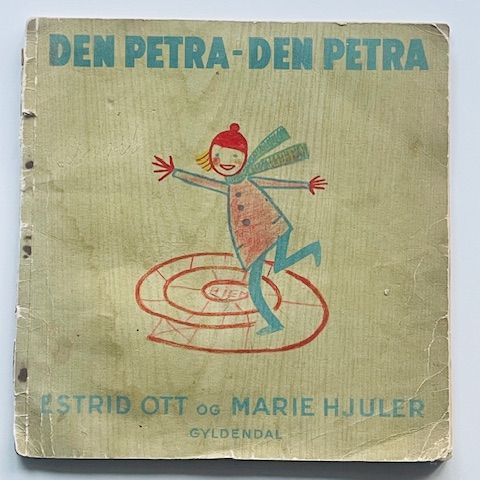 DEN PETRA - DEN PETRA
ESTRID OTT OG MARIE HJULER
GYLDENDAL